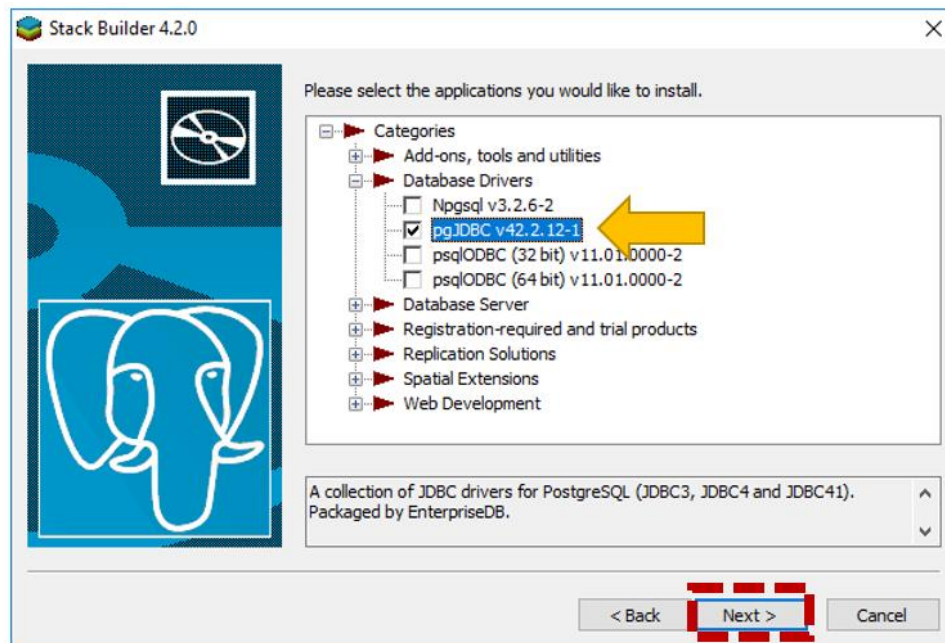 Stack Builder 4.2.0
Please select the applications you would like to install.
Categories
Add-ons, tools and utilities
Database Drivers
Npgsql v3.2.6-2
pgJDBC v42.2.12-1
psqlODBC (32 bit) v11.01.0000-2
psqlODBC (64 bit) v11.01.0000-2
Database Server
Registration-required and trial products
Replication Solutions
Spatial Extensions
Web Development
A collection of JDBC drivers for PostgreSQL (JDBC3, JDBC4 and JDBC41).
Packaged by EnterpriseDB.
< Back Next > Cancel